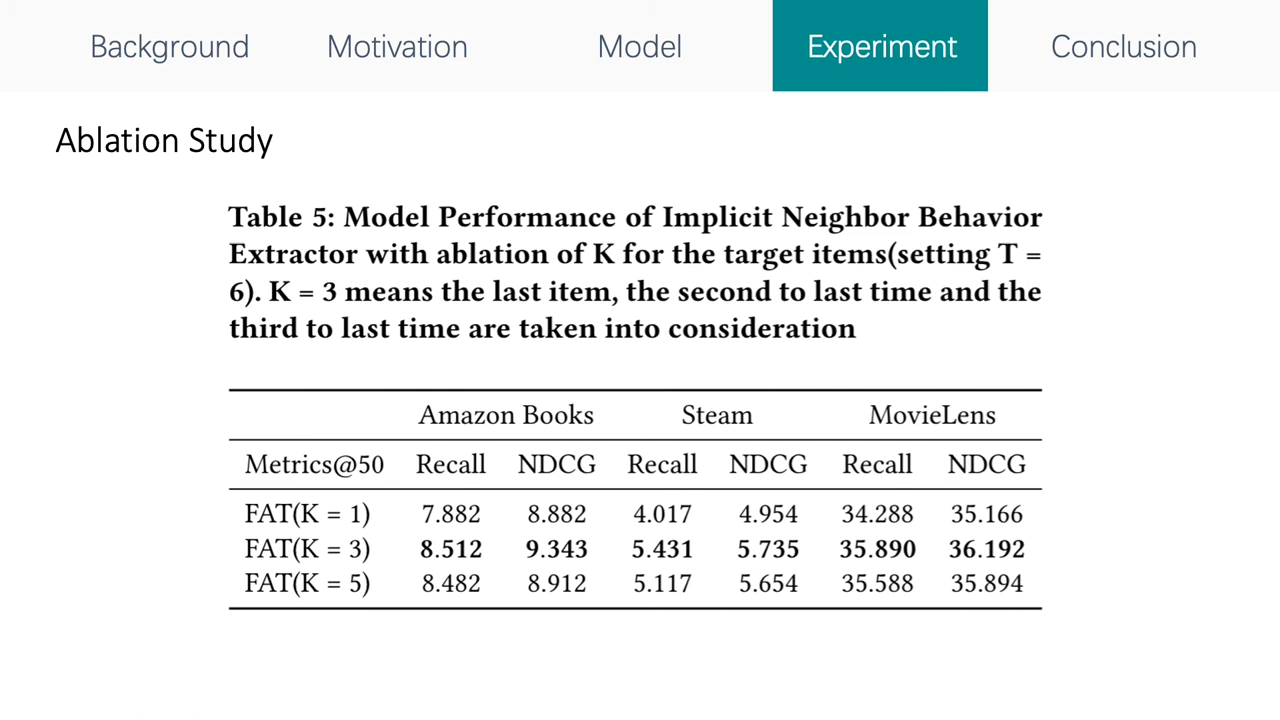 Background Motivation Model Experiment Conclusion
Ablation Study
Table 5: Model Performance of Implicit Neighbor Behavior
Extractor with ablation of K for the target items(setting T =
6). K = 3 means the last item, the second to last time and the
third to last time are taken into consideration
Amazon Books Steam MovieLens
Metrics@50 Recall NDCG Recall NDCG Recall NDCG
FAT(K = 1) 7.882 8.882 4.017 4.954 34.288 35.166
FAT(K = 3) 8.512 9.343 5.431 5.735 35.890 36.192
FAT(K = 5) 8.482 8.912 5.117 5.654 35.588 35.894